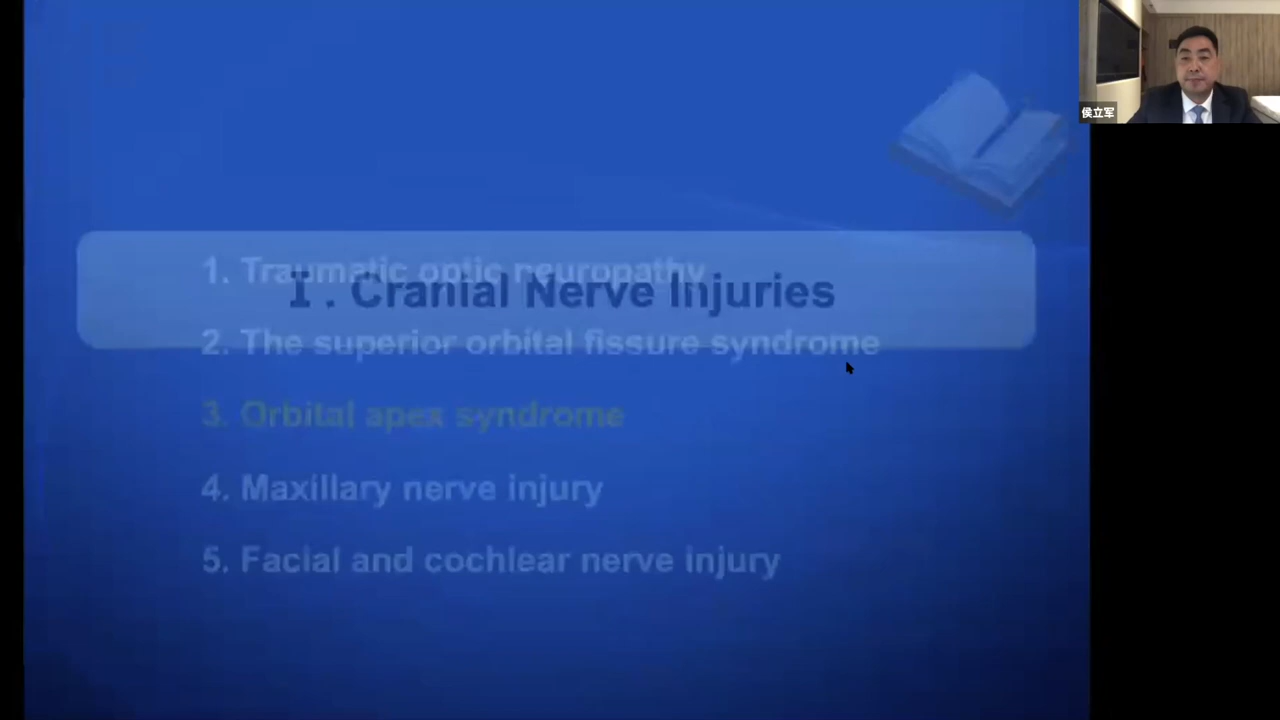 侯立军
1. Traumatic optic neuropathy
Ⅰ. Cranial Nerve Injuries
2. The superior orbital fissure syndrome
3. Orbital apex syndrome
4. Maxillary nerve injury
5. Facial and cochlear nerve injury